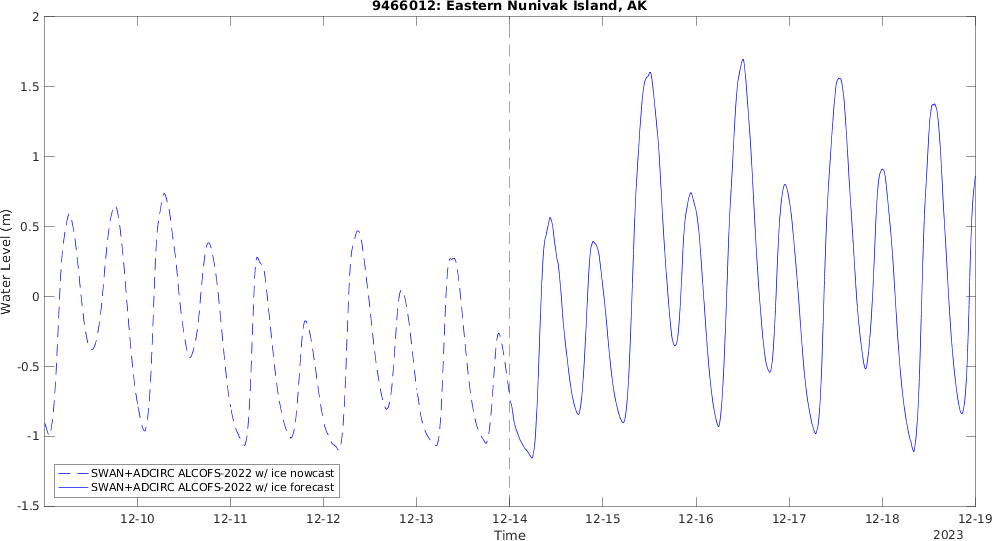 9466012: Eastern Nunivak Island, AK
Water Level (m)
2
1.5
1
0.5
0
-0.5
-1
-1.5
SWAN+ADCIRC ALCOFS-2022 w/ ice nowcast
SWAN+ADCIRC ALCOFS-2022 w/ ice forecast
12-10 12-11 12-12 12-13 12-14 12-15 12-16 12-17 12-18 12-19
Time
2023